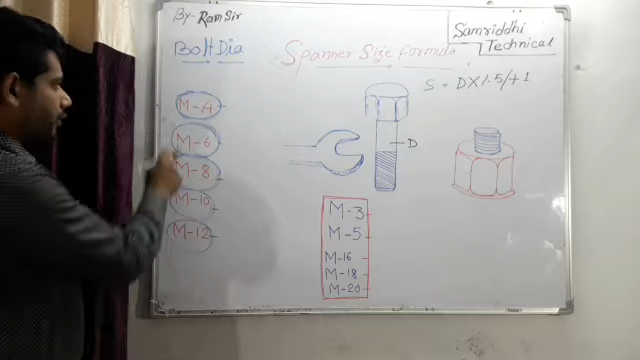 By- Ram Sir
Samriddhi
Technical
Bolt Dia
Spanner Size Formula
S = D X 1.5/+1
M-4
M-6
D
M-8
M-10
M-12
M-3
M-5
M-16
M-18
M-20